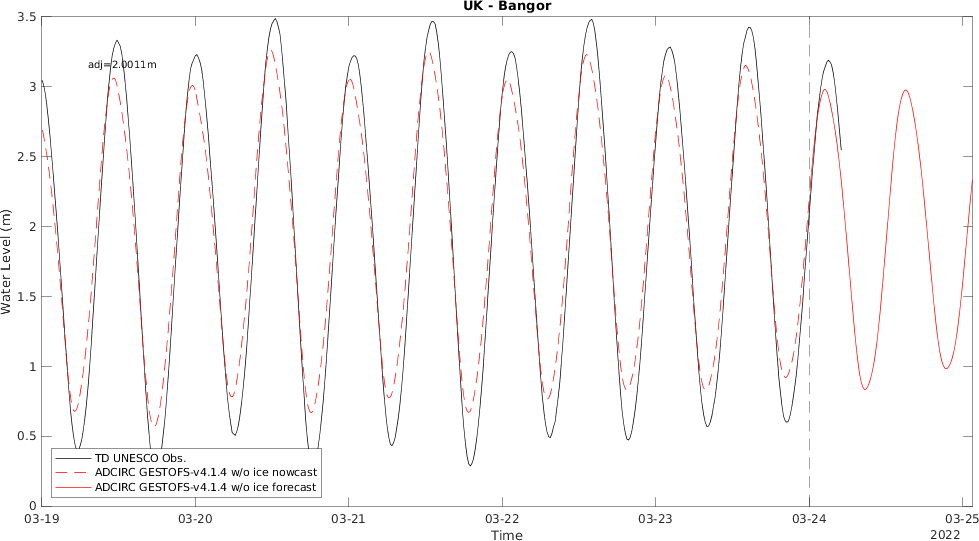 UK - Bangor
3.5
3
2.5
2
1.5
1
0.5
0
Water Level (m)
adj=2.0011m
TD UNESCO Obs.
ADCIRC GESTOFS-v4.1.4 w/o ice nowcast
ADCIRC GESTOFS-v4.1.4 w/o ice forecast
03-19 03-20 03-21 03-22 03-23 03-24 03-25
Time
2022